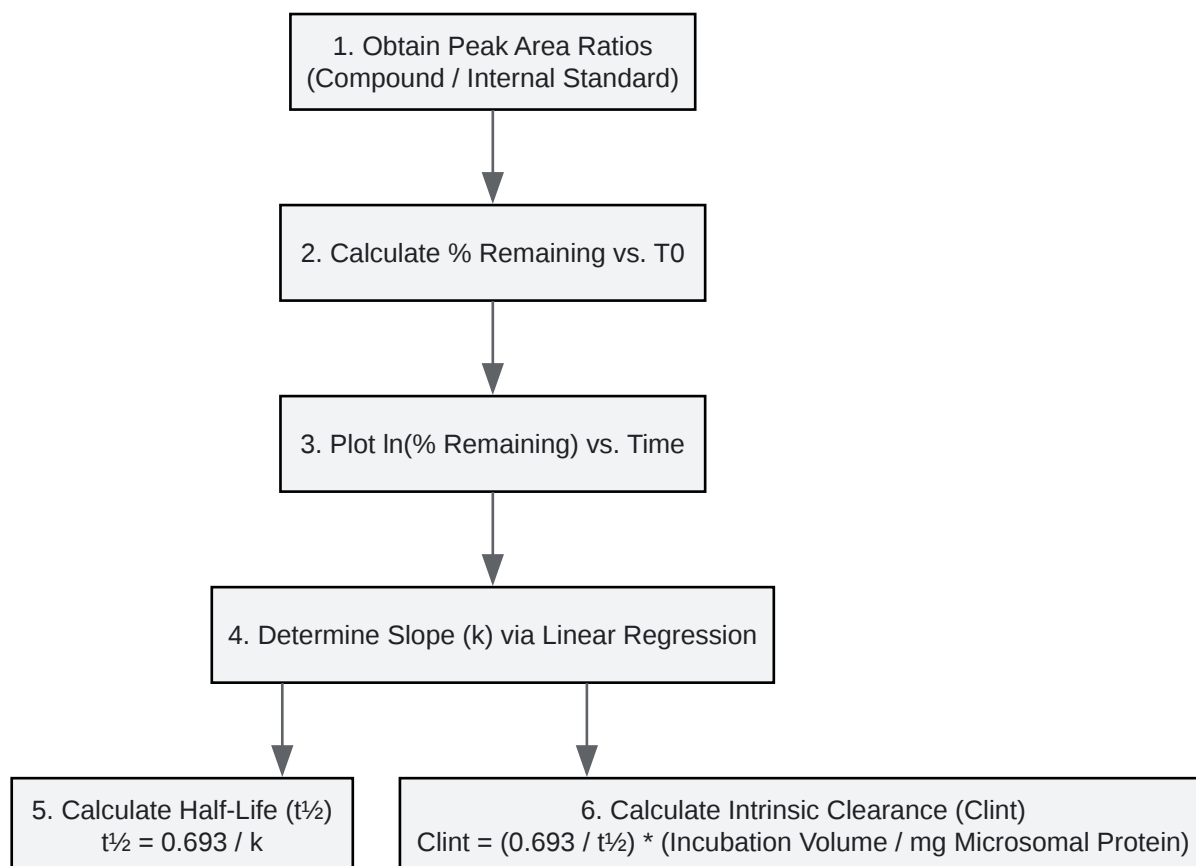 1. Obtain Peak Area Ratios
(Compound / Internal Standard)
2. Calculate % Remaining vs. T0
3. Plot ln(% Remaining) vs. Time
4. Determine Slope (k) via Linear Regression
5. Calculate Half-Life (t½)
t½ = 0.693 / k
6. Calculate Intrinsic Clearance (Clint)
Clint = (0.693 / t½) * (Incubation Volume / mg Microsomal Protein)